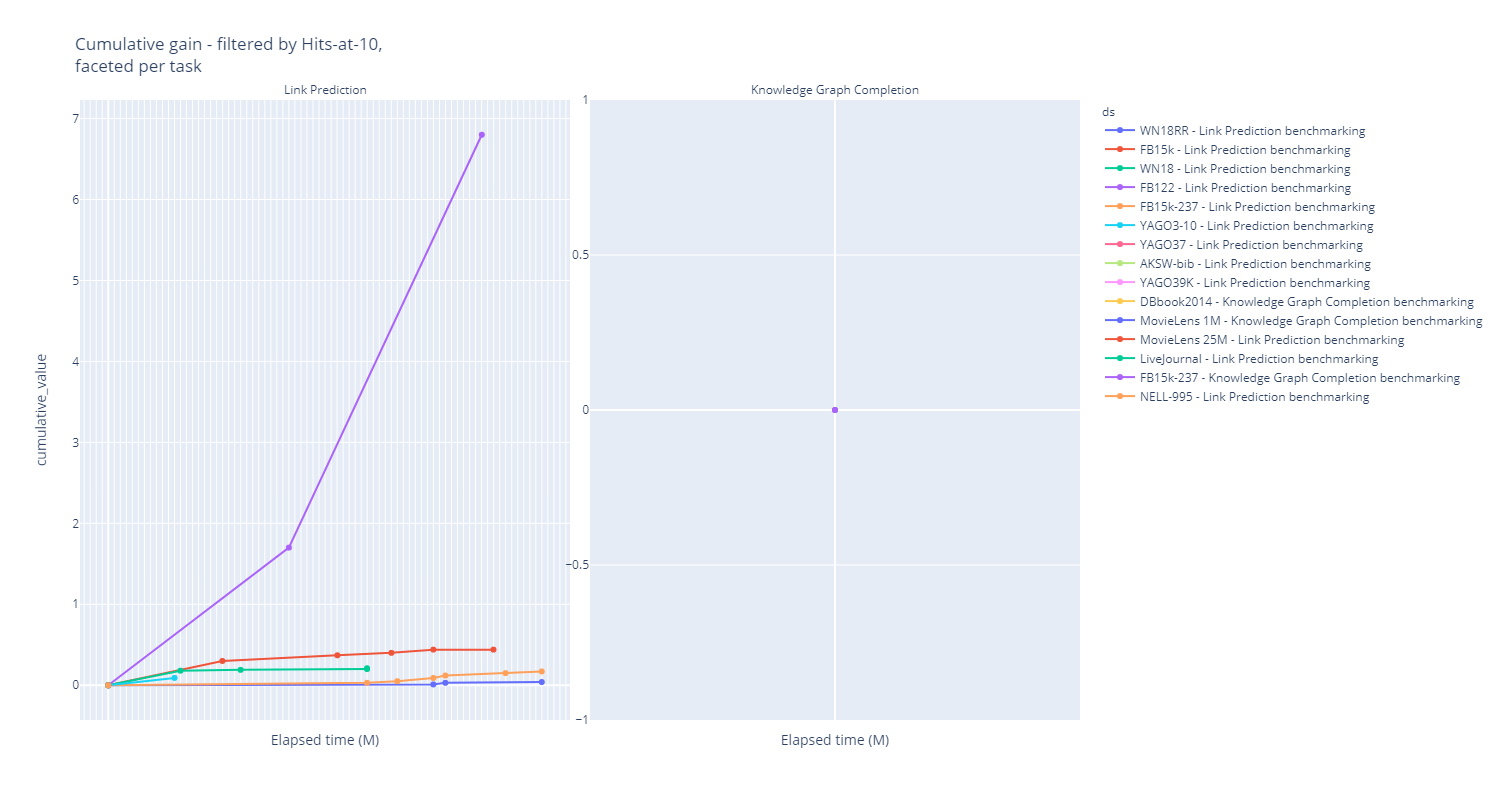 Cumulative gain - filtered by Hits-at-10,
faceted per task
Link Prediction
Knowledge Graph Completion
7
6
5
4
3
2
1
0
cumulative_value
Elapsed time (M)
1
0.5
0
−0.5
−1
Elapsed time (M)
ds
WN18RR - Link Prediction benchmarking
FB15k - Link Prediction benchmarking
WN18 - Link Prediction benchmarking
FB122 - Link Prediction benchmarking
FB15k-237 - Link Prediction benchmarking
YAGO3-10 - Link Prediction benchmarking
YAGO37 - Link Prediction benchmarking
AKSW-bib - Link Prediction benchmarking
YAGO39K - Link Prediction benchmarking
DBbook2014 - Knowledge Graph Completion benchmarking
MovieLens 1M - Knowledge Graph Completion benchmarking
MovieLens 25M - Link Prediction benchmarking
LiveJournal - Link Prediction benchmarking
FB15k-237 - Knowledge Graph Completion benchmarking
NELL-995 - Link Prediction benchmarking